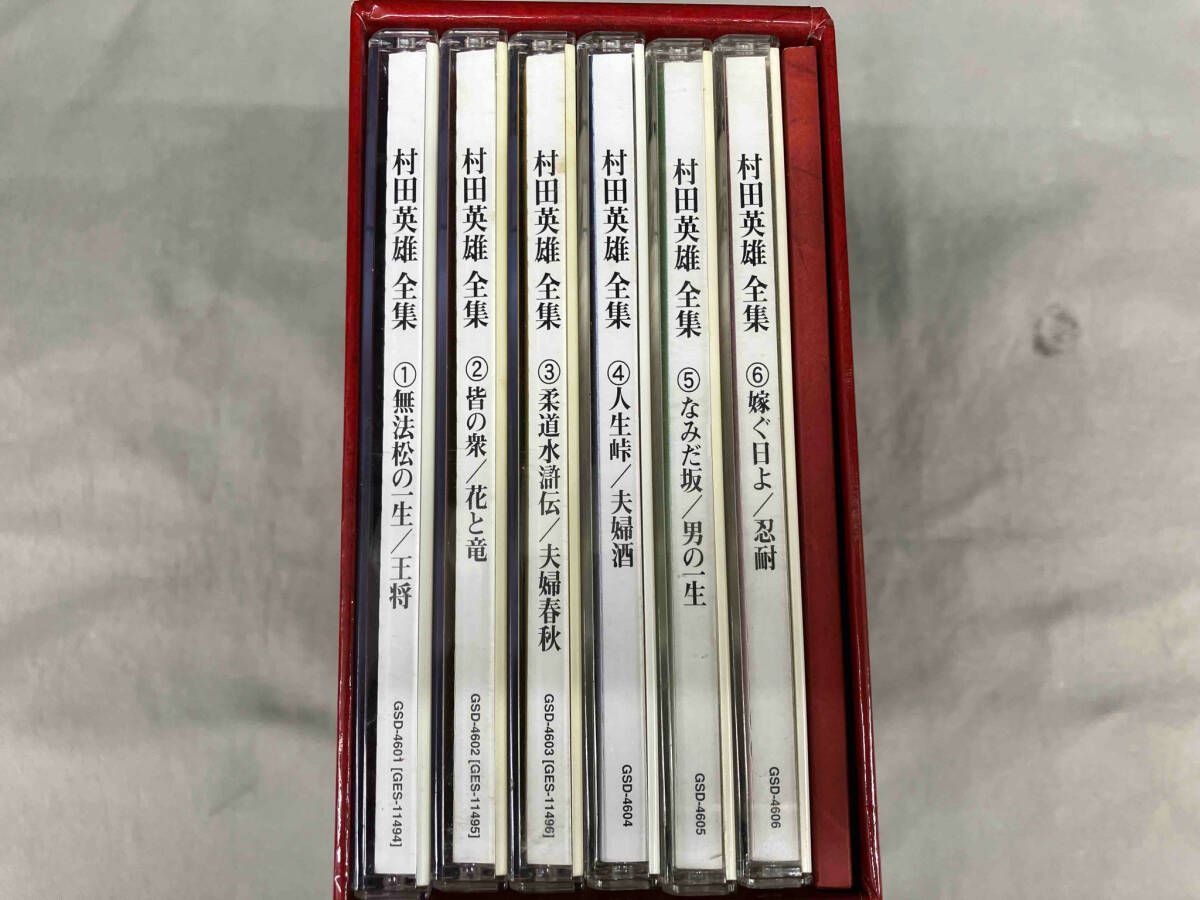 村田英雄 全集 ①無法松の一生/王将 GSD-4601 [GES-11494]
村田英雄 全集 ②皆の衆/花と竜 GSD-4602 [GES-11495]
村田英雄 全集 ③柔道水滸伝/夫婦春秋 GSD-4603 [GES-11496]
村田英雄 全集 ④人生峠/夫婦酒 GSD-4604
村田英雄 全集 ⑤なみだ坂/男の一生 GSD-4605
村田英雄 全集 ⑥嫁ぐ日よ/忍耐 GSD-4606